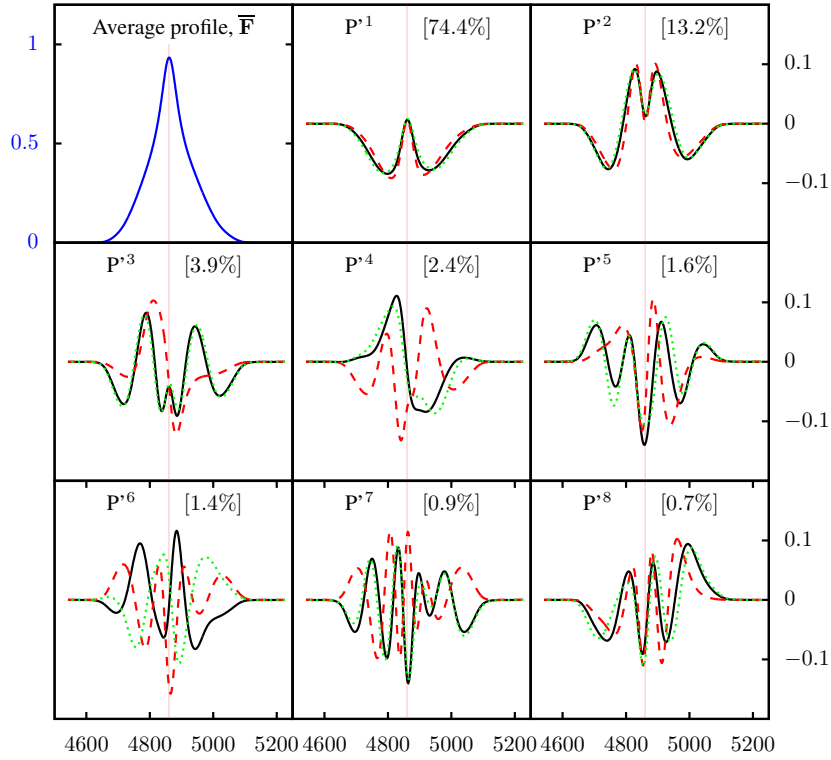 Average profile, F̅
P'¹ [74.4%]
P'² [13.2%]
1
0.5
0
0.1
0
−0.1
P'³ [3.9%]
P'⁴ [2.4%]
P'⁵ [1.6%]
0.1
0
−0.1
P'⁶ [1.4%]
P'⁷ [0.9%]
P'⁸ [0.7%]
0.1
0
−0.1
4600 4800 5000 5200
4600 4800 5000 5200
4600 4800 5000 5200